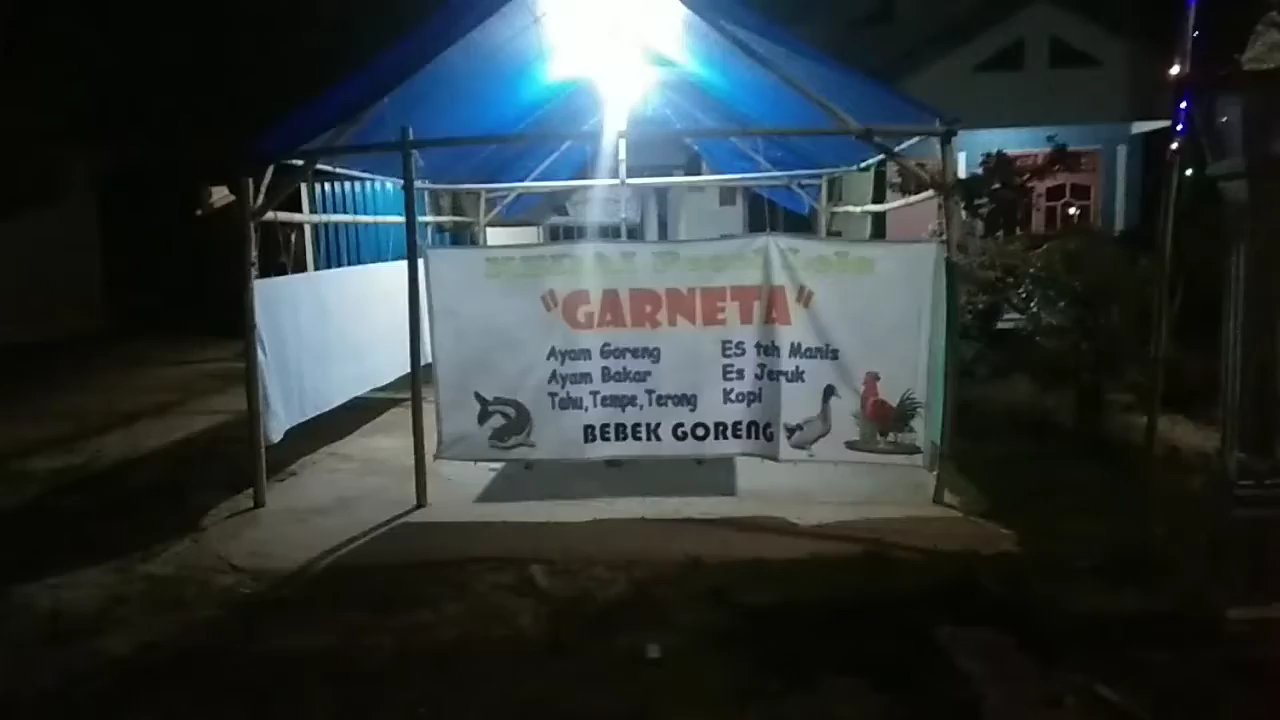 "GARNETA"
Ayam Goreng
Ayam Bakar
Tahu,Tempe,Terong
ES teh Manis
Es Jeruk
Kopi
BEBEK GORENG